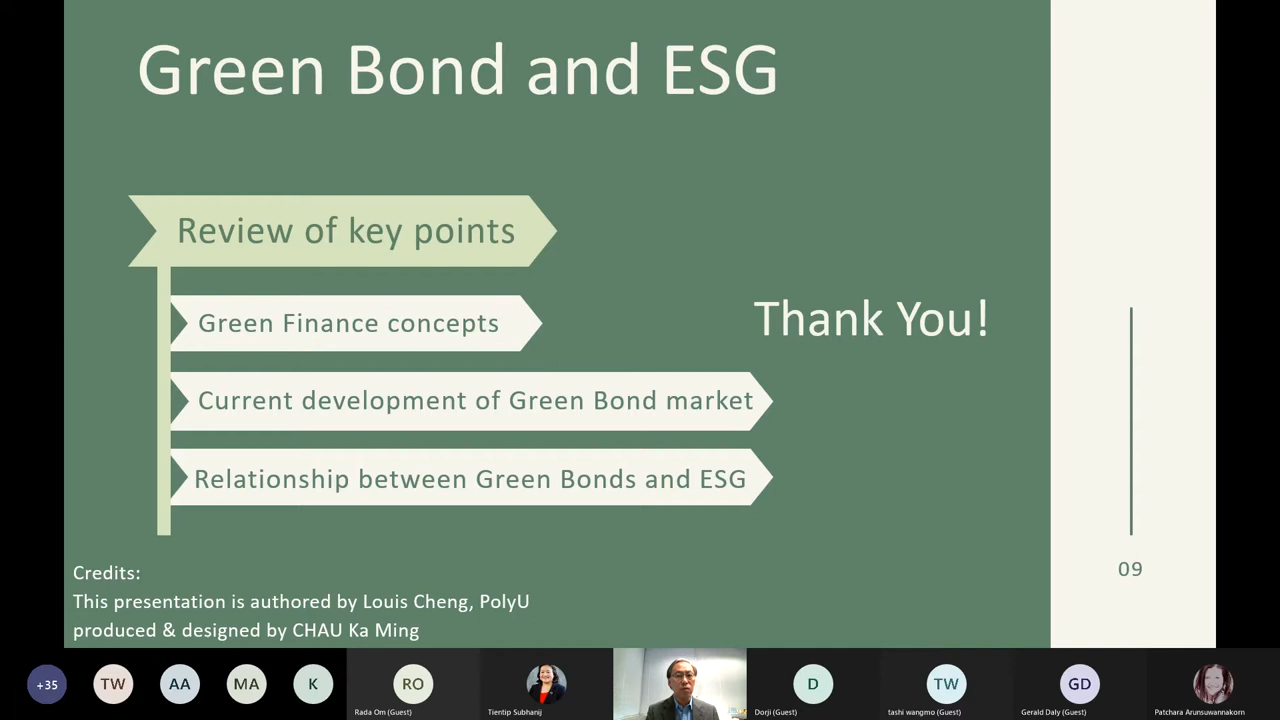 Green Bond and ESG
Review of key points
Green Finance concepts
Thank You!
Current development of Green Bond market
Relationship between Green Bonds and ESG
09
Credits:
This presentation is authored by Louis Cheng, PolyU
produced & designed by CHAU Ka Ming
+35
TW
AA
MA
K
RO
Rada Om (Guest)
Tientip Subhanij
D
Dorji (Guest)
TW
tashi wangmo (Guest)
GD
Gerald Daly (Guest)
Patchara Arunsuwannakorn